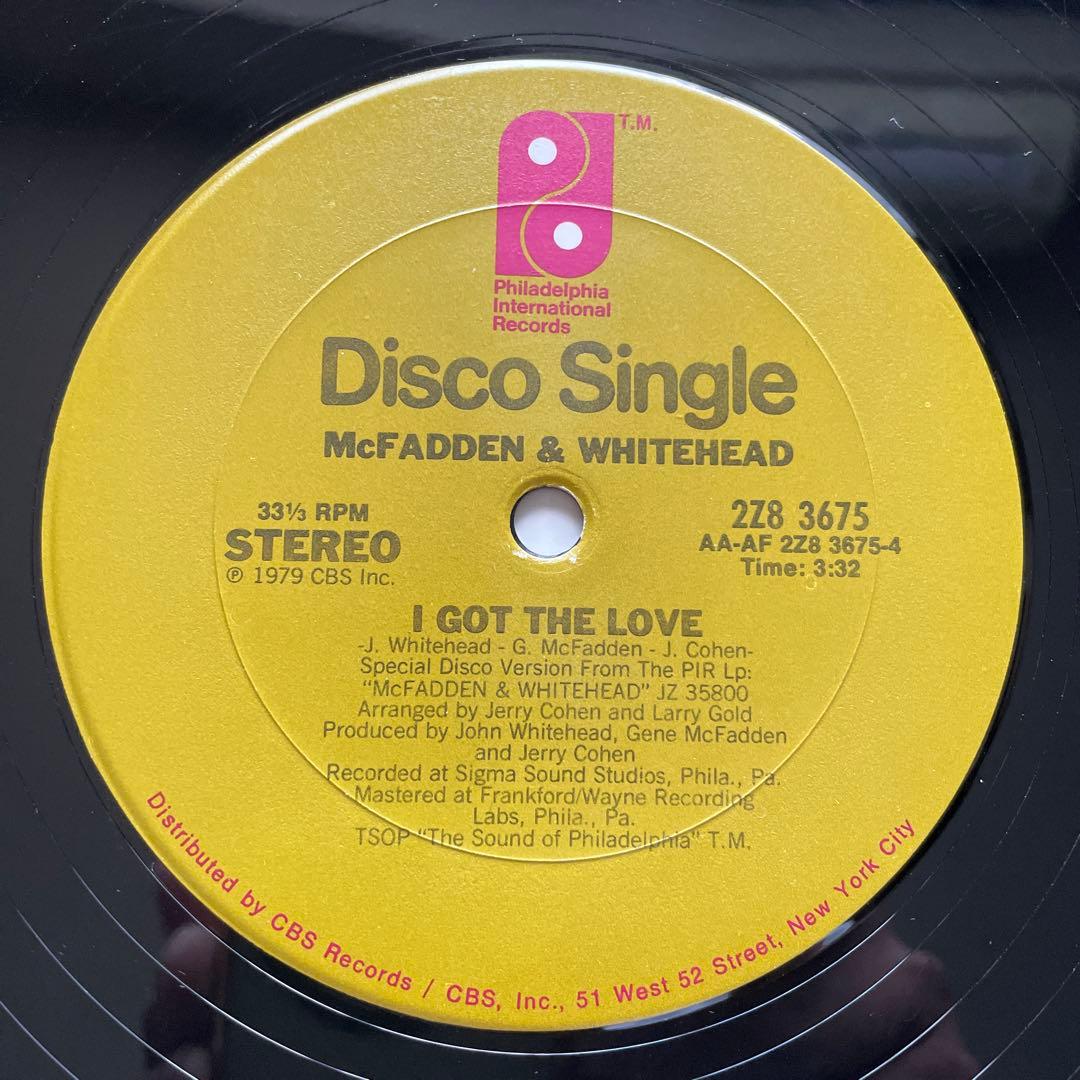 T.M.
Philadelphia
International
Records
Disco Single
McFADDEN & WHITEHEAD
33⅓ RPM
STEREO
℗ 1979 CBS Inc.
2Z8 3675
AA-AF 2Z8 3675-4
Time: 3:32
I GOT THE LOVE
-J. Whitehead - G. McFadden - J. Cohen-
Special Disco Version From The PIR Lp:
“McFADDEN & WHITEHEAD” JZ 35800
Arranged by Jerry Cohen and Larry Gold
Produced by John Whitehead, Gene McFadden
and Jerry Cohen
Recorded at Sigma Sound Studios, Phila., Pa.
Mastered at Frankford/Wayne Recording
Labs, Phila., Pa.
TSOP “The Sound of Philadelphia” T.M.
Distributed by CBS Records / CBS, Inc., 51 West 52 Street, New York City